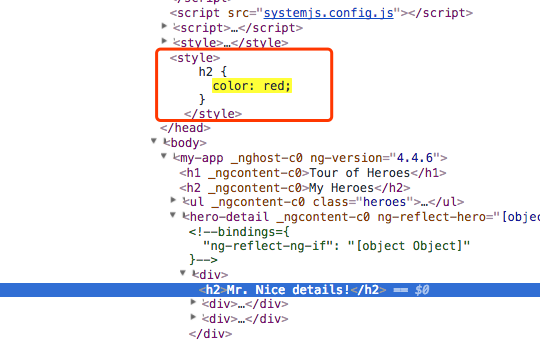 <script src="systemjs.config.js"></script>
<script>…</script>
<style>…</style>
<style>
h2 {
color: red;
}
</style>
</head>
<body>
<my-app _nghost-c0 ng-version="4.4.6">
<h1 _ngcontent-c0>Tour of Heroes</h1>
<h2 _ngcontent-c0>My Heroes</h2>
<ul _ngcontent-c0 class="heroes">…</ul>
<hero-detail _ngcontent-c0 ng-reflect-hero="[objec
<!--bindings={
"ng-reflect-ng-if": "[object Object]"
}-->
<div>
<h2>Mr. Nice details!</h2> == $0
<div>…</div>
<div>…</div>
</div>